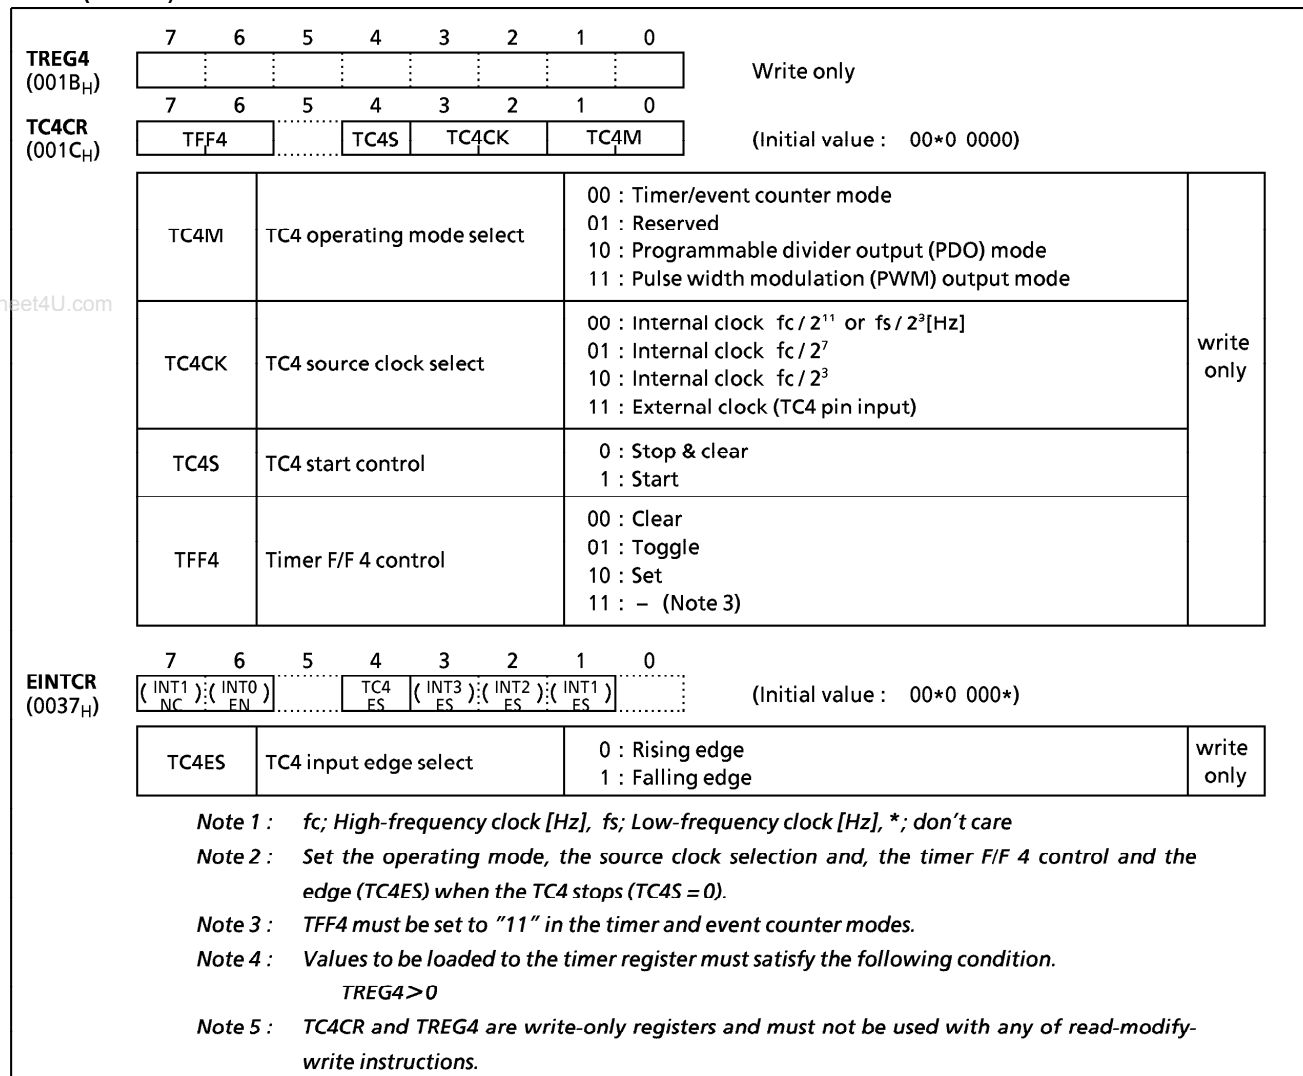 7 6 5 4 3 2 1 0
TREG4
(001BH) Write only
7 6 5 4 3 2 1 0
TC4CR
(001CH) TFF4 TC4S TC4CK TC4M (Initial value : 00*0 0000)
TC4M TC4 operating mode select
00 : Timer/event counter mode
01 : Reserved
10 : Programmable divider output (PDO) mode
11 : Pulse width modulation (PWM) output mode
neet4U.com
TC4CK TC4 source clock select
00 : Internal clock fc / 2¹¹ or fs / 2³[Hz]
01 : Internal clock fc / 2⁷
10 : Internal clock fc / 2³
11 : External clock (TC4 pin input)
write
only
TC4S TC4 start control
0 : Stop & clear
1 : Start
TFF4 Timer F/F 4 control
00 : Clear
01 : Toggle
10 : Set
11 : – (Note 3)
7 6 5 4 3 2 1 0
EINTCR
(0037H) (INT1 NC) (INT0 EN) TC4 ES (INT3 ES) (INT2 ES) (INT1 ES) (Initial value : 00*0 000*)
TC4ES TC4 input edge select
0 : Rising edge
1 : Falling edge
write
only
Note 1 : fc; High-frequency clock [Hz], fs; Low-frequency clock [Hz], *; don't care
Note 2 : Set the operating mode, the source clock selection and, the timer F/F 4 control and the
edge (TC4ES) when the TC4 stops (TC4S = 0).
Note 3 : TFF4 must be set to "11" in the timer and event counter modes.
Note 4 : Values to be loaded to the timer register must satisfy the following condition.
TREG4>0
Note 5 : TC4CR and TREG4 are write-only registers and must not be used with any of read-modify-
write instructions.